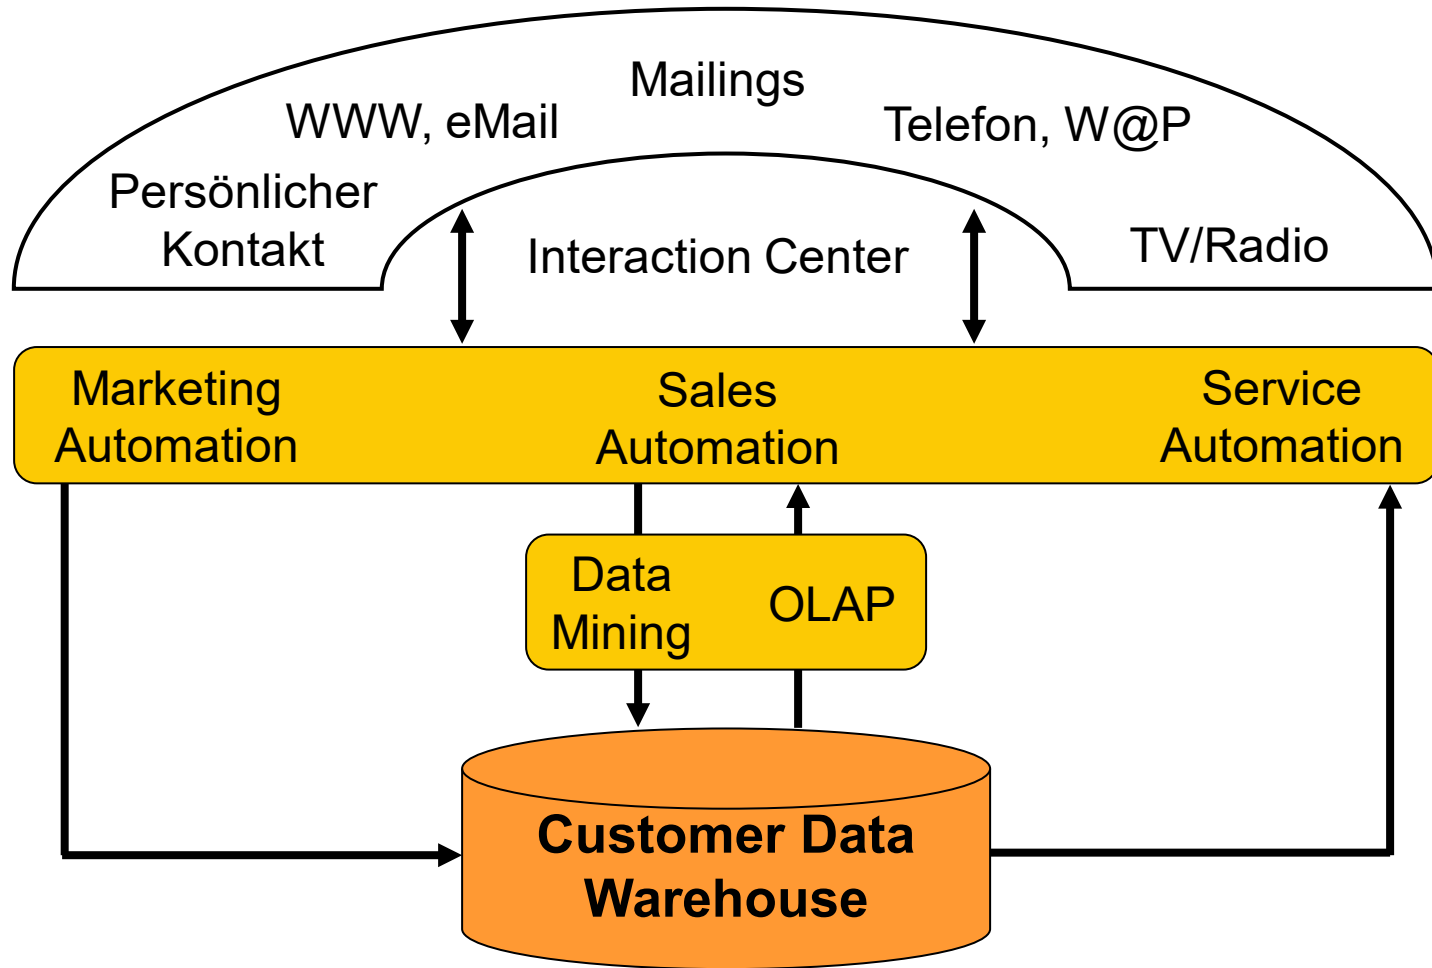 Mailings
WWW, eMail
Telefon, W@P
Persönlicher
Kontakt
Interaction Center
TV/Radio
Marketing
Automation
Sales
Automation
Service
Automation
Data
Mining
OLAP
Customer Data
Warehouse